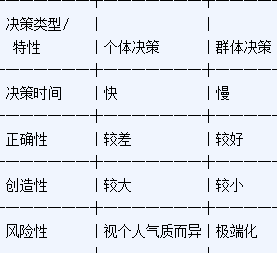 决策类型/
特性 | 个体决策 | 群体决策
决策时间 | 快 | 慢
正确性 | 较差 | 较好
创造性 | 较大 | 较小
风险性 | 视个人气质而异 | 极端化